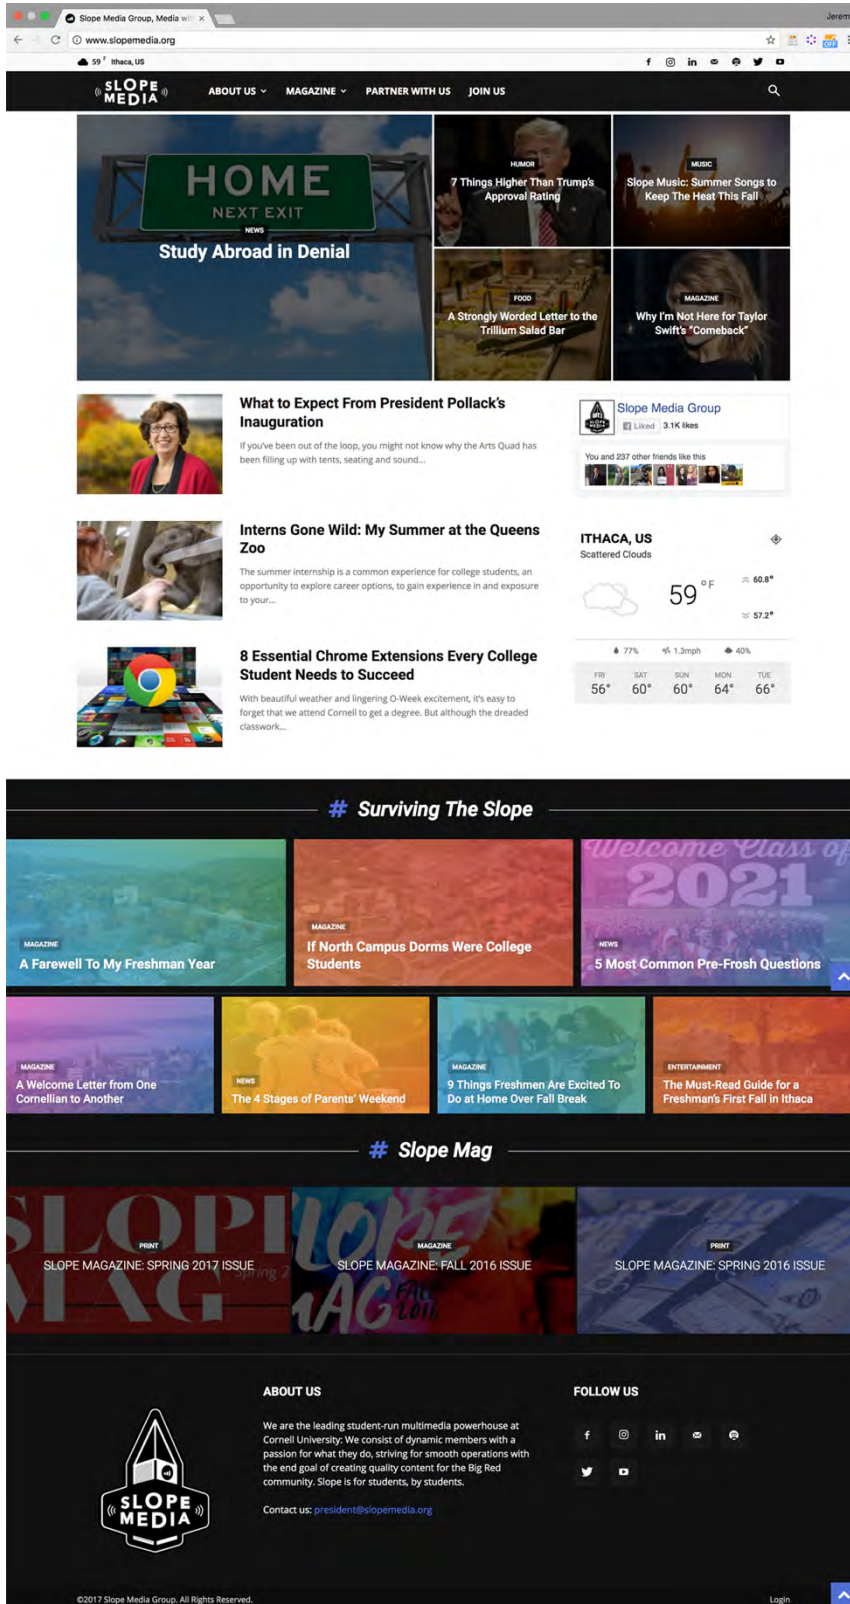 Slope Media Group, Media with
Jerem
www.slopemedia.org
OFF
59 F Ithaca, US
SLOPE
MEDIA
ABOUT US
MAGAZINE
PARTNER WITH US
JOIN US
HOME
NEXT EXIT
NEWS
Study Abroad in Denial
HUMOR
7 Things Higher Than Trump's
Approval Rating
MUSIC
Slope Music: Summer Songs to
Keep The Heat This Fall
FOOD
A Strongly Worded Letter to the
Trillium Salad Bar
MAGAZINE
Why I'm Not Here for Taylor
Swift's "Comeback"
What to Expect From President Pollack's
Inauguration
If you've been out of the loop, you might not know why the Arts Quad has
been filling up with tents, seating and sound...
Slope Media Group
Liked 3.1K likes
You and 237 other friends like this
Interns Gone Wild: My Summer at the Queens
Zoo
The summer internship is a common experience for college students, an
opportunity to explore career options, to gain experience in and exposure
to your...
ITHACA, US
Scattered Clouds
59 °F
60.8°
57.2°
77% 1.3mph 40%
FRI SAT SUN MON TUE
56° 60° 60° 64° 66°
8 Essential Chrome Extensions Every College
Student Needs to Succeed
With beautiful weather and lingering O-Week excitement, it's easy to
forget that we attend Cornell to get a degree. But although the dreaded
classwork...
# Surviving The Slope
MAGAZINE
A Farewell To My Freshman Year
MAGAZINE
If North Campus Dorms Were College
Students
Welcome Class of
2021
NEWS
5 Most Common Pre-Frosh Questions
MAGAZINE
A Welcome Letter from One
Cornellian to Another
NEWS
The 4 Stages of Parents' Weekend
MAGAZINE
9 Things Freshmen Are Excited To
Do at Home Over Fall Break
ENTERTAINMENT
The Must-Read Guide for a
Freshman's First Fall in Ithaca
# Slope Mag
SLOPE
MAG
Spring 2
PRINT
SLOPE MAGAZINE: SPRING 2017 ISSUE
SLOPE
MAG
FALL
2016
MAGAZINE
SLOPE MAGAZINE: FALL 2016 ISSUE
PRINT
SLOPE MAGAZINE: SPRING 2016 ISSUE
SLOPE
MEDIA
ABOUT US
We are the leading student-run multimedia powerhouse at
Cornell University: We consist of dynamic members with a
passion for what they do, striving for smooth operations with
the end goal of creating quality content for the Big Red
community. Slope is for students, by students.
Contact us: president@slopemedia.org
FOLLOW US
©2017 Slope Media Group. All Rights Reserved.
Login